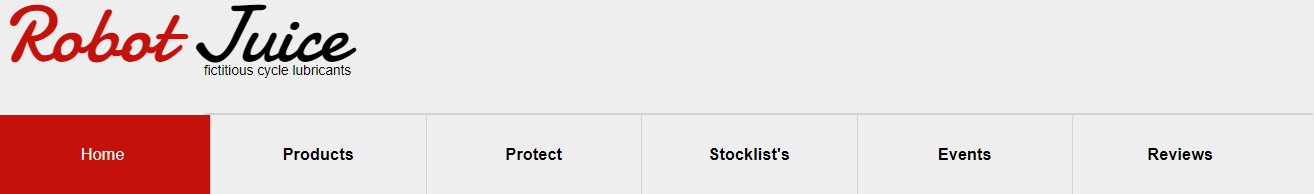 Robot Juice
fictitious cycle lubricants
Home Products Protect Stocklist's Events Reviews